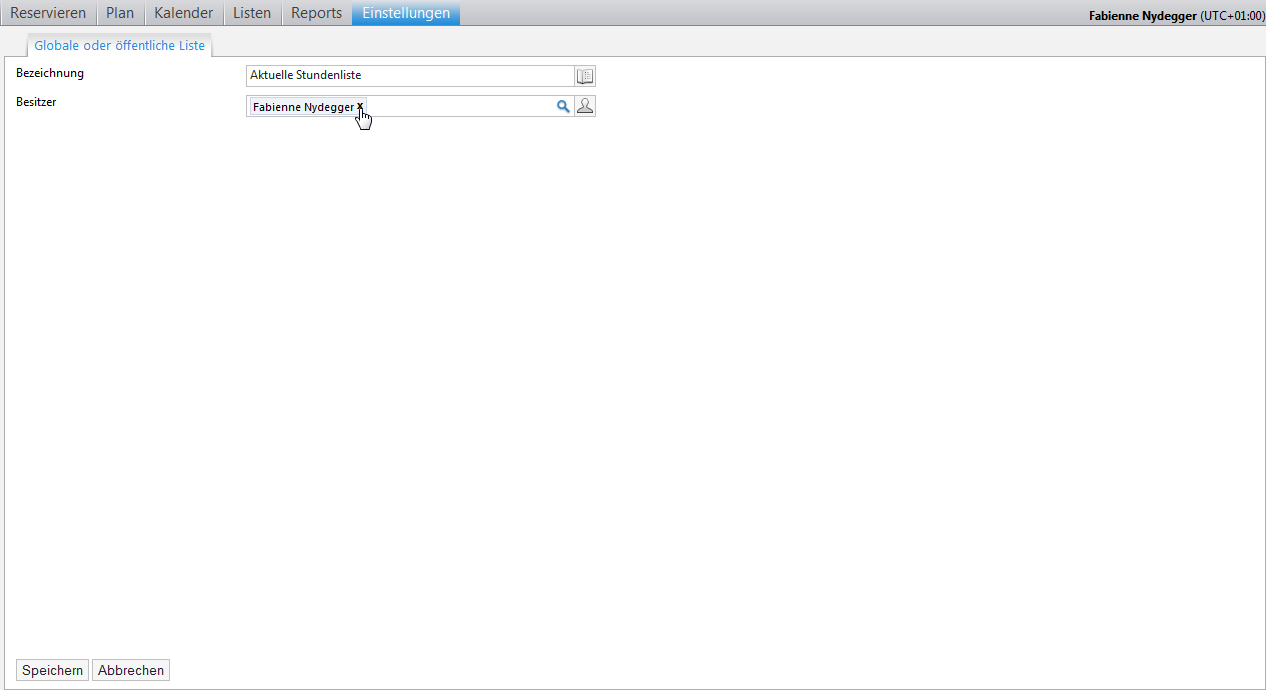 Reservieren Plan Kalender Listen Reports Einstellungen Fabienne Nydegger (UTC+01:00)
Globale oder öffentliche Liste
Bezeichnung Aktuelle Stundenliste
Besitzer Fabienne Nydegger x
Speichern Abbrechen